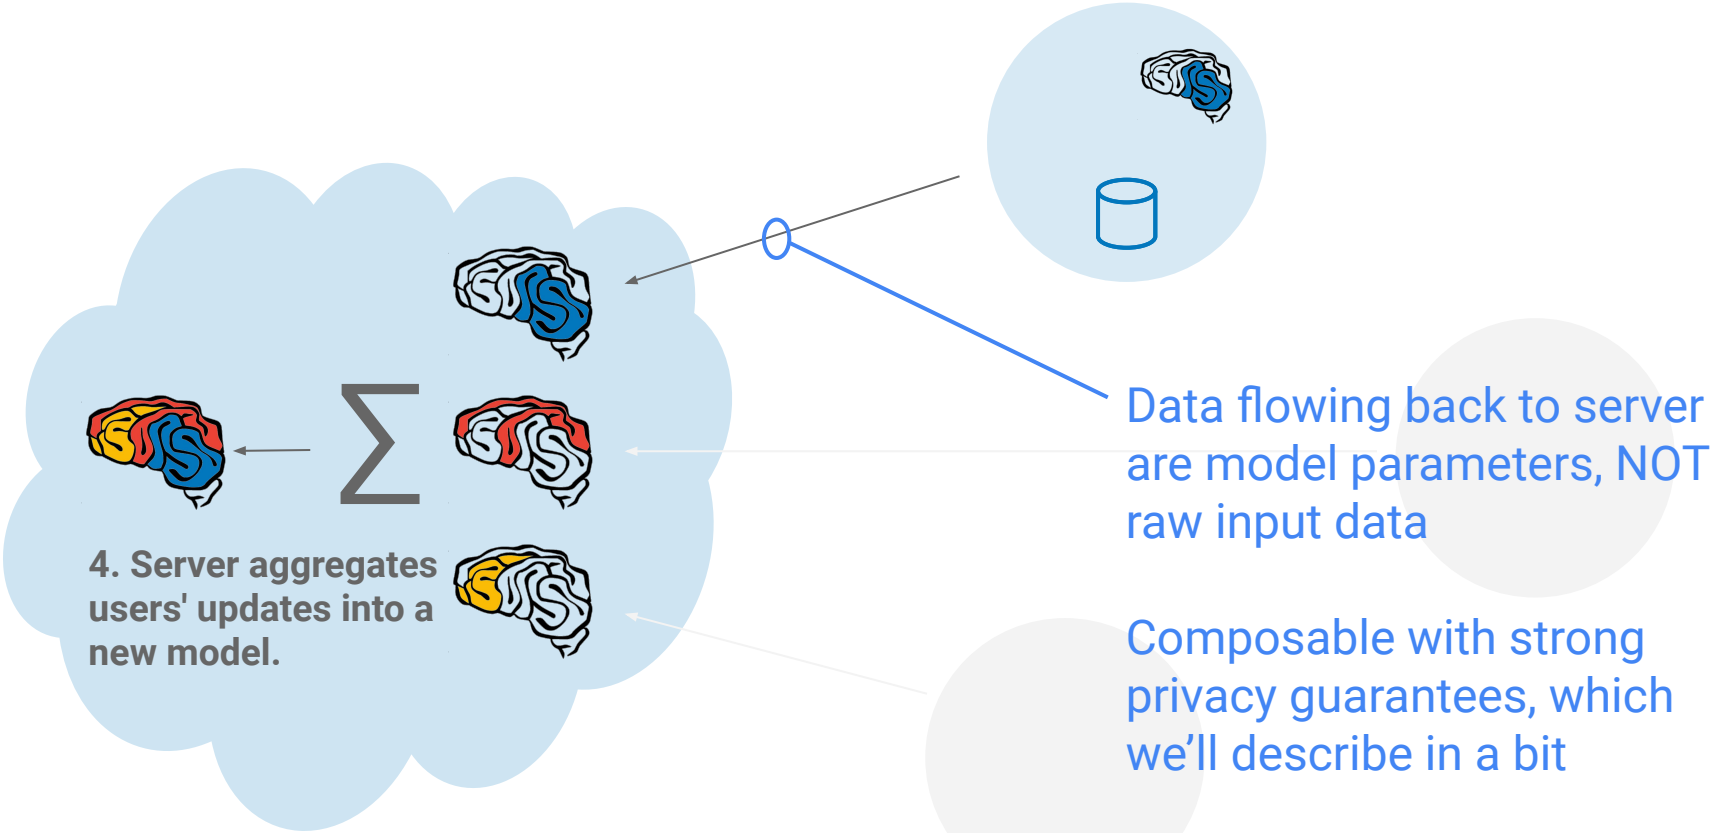 ∑
4. Server aggregates
users' updates into a
new model.
Data flowing back to server
are model parameters, NOT
raw input data
Composable with strong
privacy guarantees, which
we’ll describe in a bit